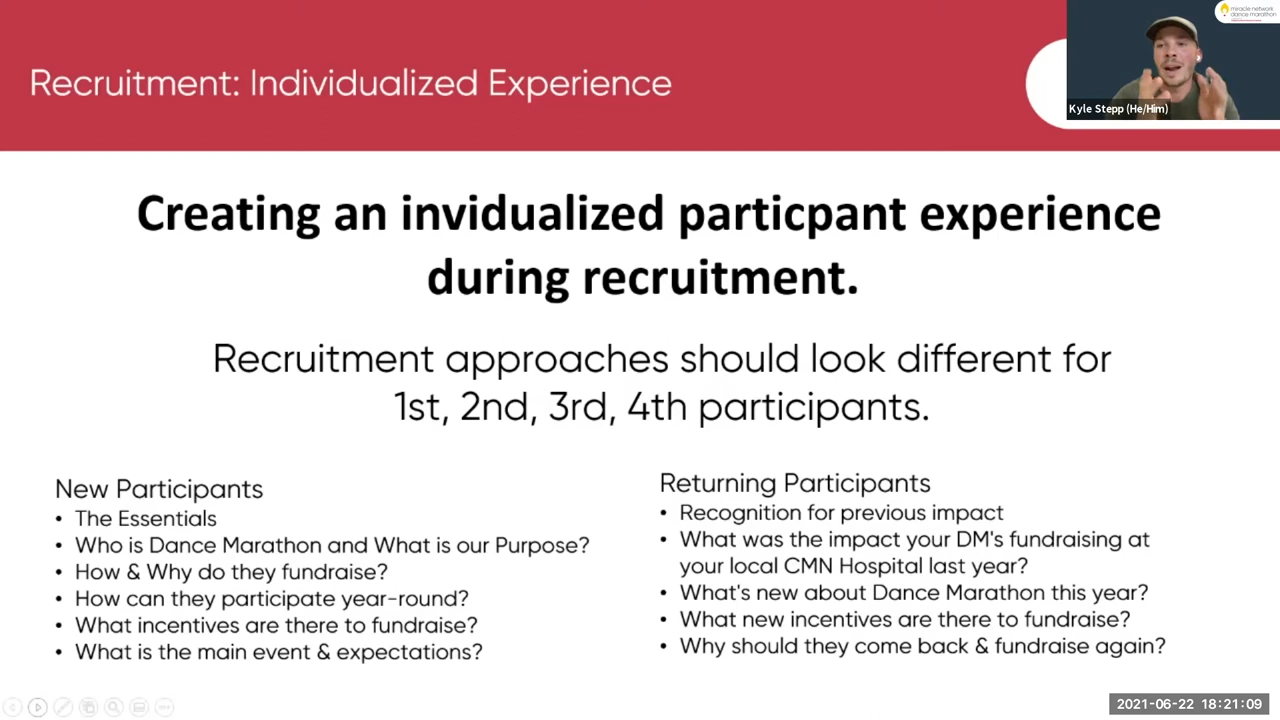 miracle network
dance marathon
Recruitment: Individualized Experience
Kyle Stepp (He/Him)
Creating an invidualized particpant experience
during recruitment.
Recruitment approaches should look different for
1st, 2nd, 3rd, 4th participants.
New Participants
• The Essentials
• Who is Dance Marathon and What is our Purpose?
• How & Why do they fundraise?
• How can they participate year-round?
• What incentives are there to fundraise?
• What is the main event & expectations?
Returning Participants
• Recognition for previous impact
• What was the impact your DM's fundraising at
your local CMN Hospital last year?
• What's new about Dance Marathon this year?
• What new incentives are there to fundraise?
• Why should they come back & fundraise again?
2021-06-22 18:21:09